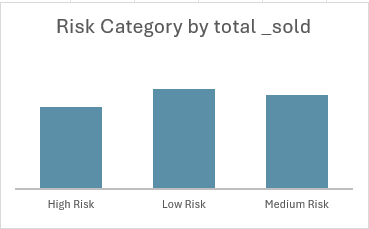 Risk Category by total _sold
High Risk
Low Risk
Medium Risk